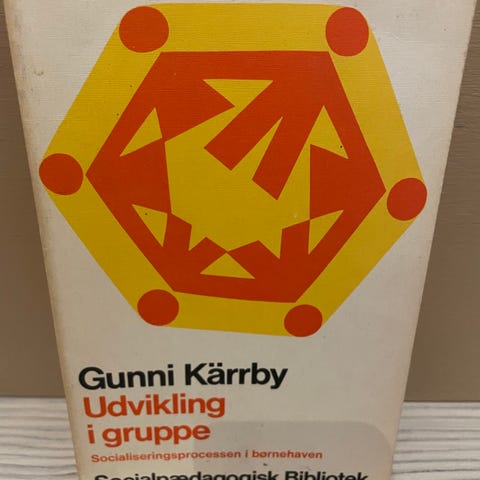 Gunni Kärrby
Udvikling
i gruppe
Socialiseringsprocessen i børnehaven
Socialpædagogisk Bibliotek